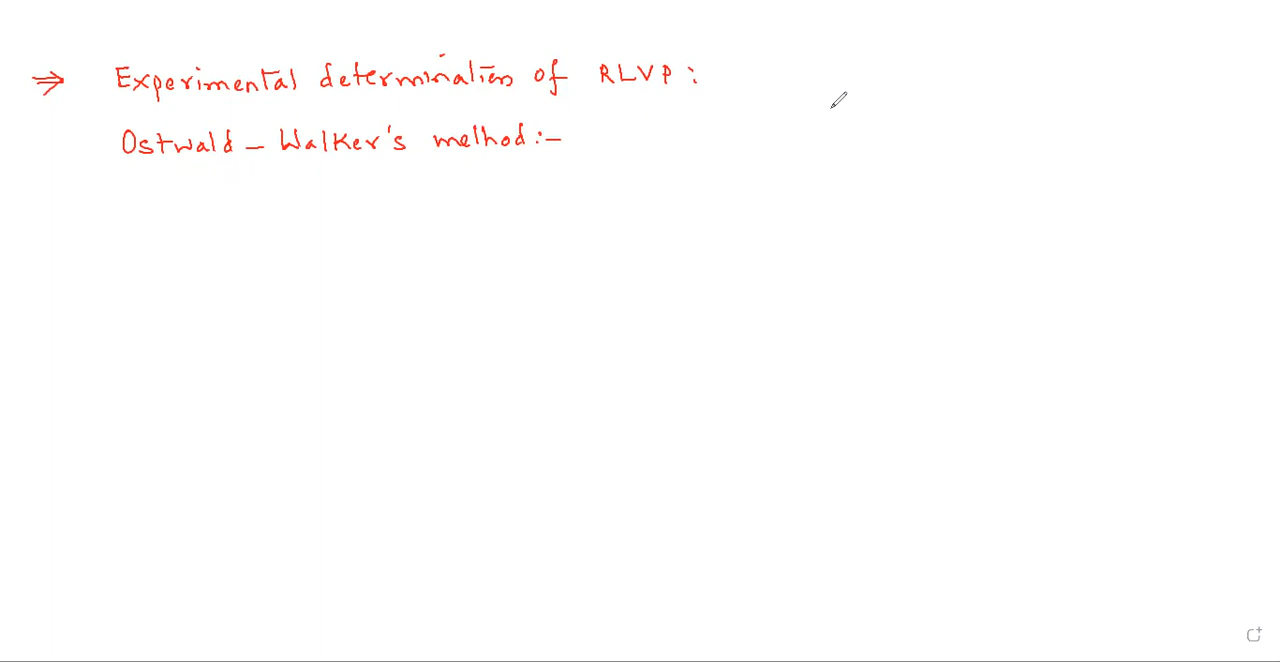 ⇒ Experimental determination of RLVP:
Ostwald - Walker's method:-